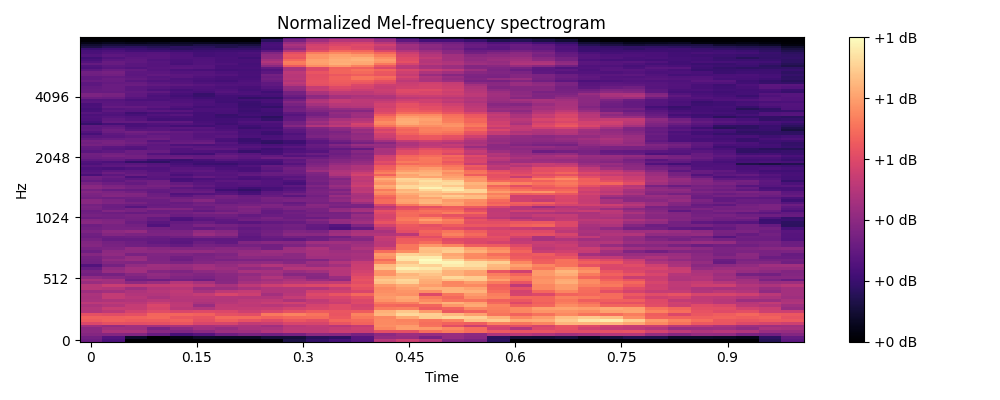 Normalized Mel-frequency spectrogram
Hz
4096
2048
1024
512
0
0 0.15 0.3 0.45 0.6 0.75 0.9
Time
+1 dB
+1 dB
+1 dB
+0 dB
+0 dB
+0 dB